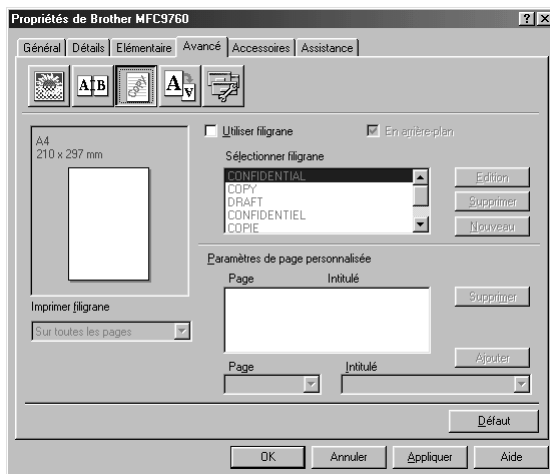 Propriétés de Brother MFC9760
Général Détails Elémentaire Avancé Accessoires Assistance
A B
COPY
A
A4
210 x 297 mm
Utiliser filigrane
En arrière-plan
Sélectionner filigrane
CONFIDENTIAL
COPY
DRAFT
CONFIDENTIEL
COPIE
Edition
Supprimer
Nouveau
Imprimer filigrane
Sur toutes les pages
Paramètres de page personnalisée
Page Intitulé
Supprimer
Ajouter
Page Intitulé
Défaut
OK Annuler Appliquer Aide